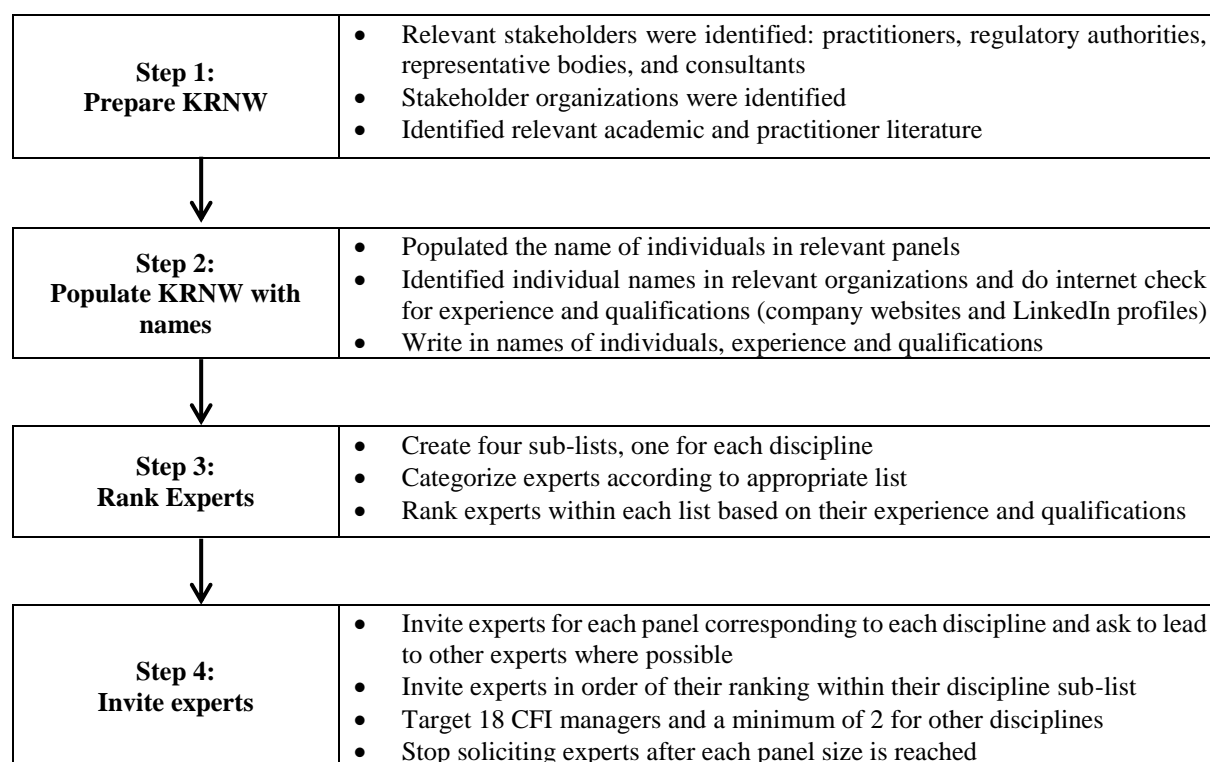 Step 1:
Prepare KRNW
• Relevant stakeholders were identified: practitioners, regulatory authorities,
representative bodies, and consultants
• Stakeholder organizations were identified
• Identified relevant academic and practitioner literature
Step 2:
Populate KRNW with
names
• Populated the name of individuals in relevant panels
• Identified individual names in relevant organizations and do internet check
for experience and qualifications (company websites and LinkedIn profiles)
• Write in names of individuals, experience and qualifications
Step 3:
Rank Experts
• Create four sub-lists, one for each discipline
• Categorize experts according to appropriate list
• Rank experts within each list based on their experience and qualifications
Step 4:
Invite experts
• Invite experts for each panel corresponding to each discipline and ask to lead
to other experts where possible
• Invite experts in order of their ranking within their discipline sub-list
• Target 18 CFI managers and a minimum of 2 for other disciplines
• Stop soliciting experts after each panel size is reached